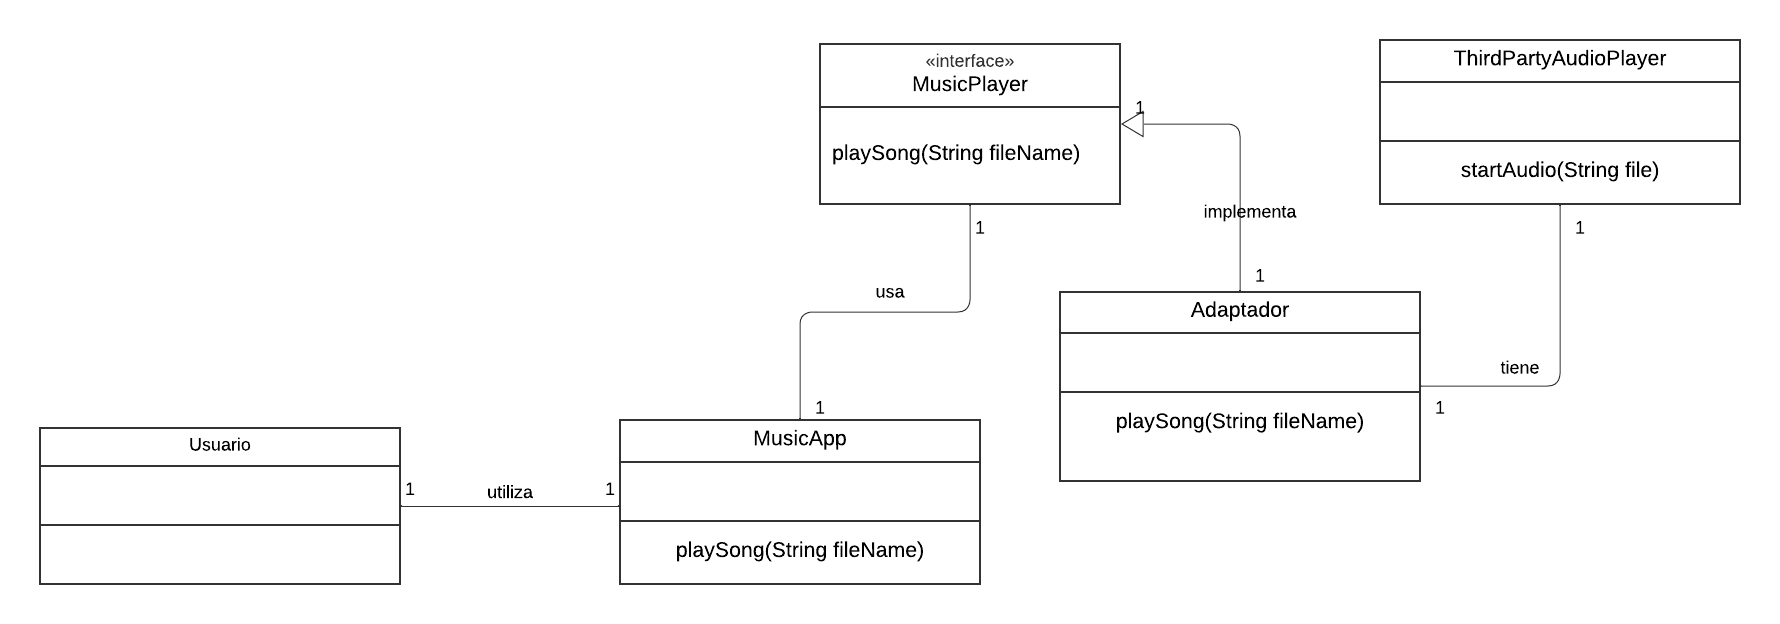 «interface»
MusicPlayer
playSong(String fileName)
ThirdPartyAudioPlayer
startAudio(String file)
1
implementa
1
1
1
usa
1
Adaptador
playSong(String fileName)
tiene
1
Usuario
1
utiliza
1
MusicApp
playSong(String fileName)